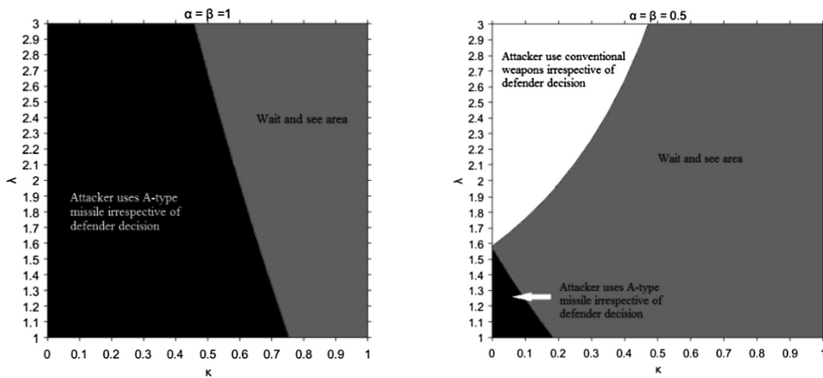 α = β =1
3
2.9
2.8
2.7
2.6
2.5
2.4
2.3
2.2
2.1
2
1.9
1.8
1.7
1.6
1.5
1.4
1.3
1.2
1.1
1
λ
Wait and see area
Attacker uses A-type
missile irrespective of
defender decision
0 0.1 0.2 0.3 0.4 0.5 0.6 0.7 0.8 0.9 1
κ
α = β = 0.5
3
2.9
2.8
2.7
2.6
2.5
2.4
2.3
2.2
2.1
2
1.9
1.8
1.7
1.6
1.5
1.4
1.3
1.2
1.1
1
λ
Attacker use conventional
weapons irrespective of
defender decision
Wait and see area
Attacker uses A-type
missile irrespective of
defender decision
0 0.1 0.2 0.3 0.4 0.5 0.6 0.7 0.8 0.9 1
κ